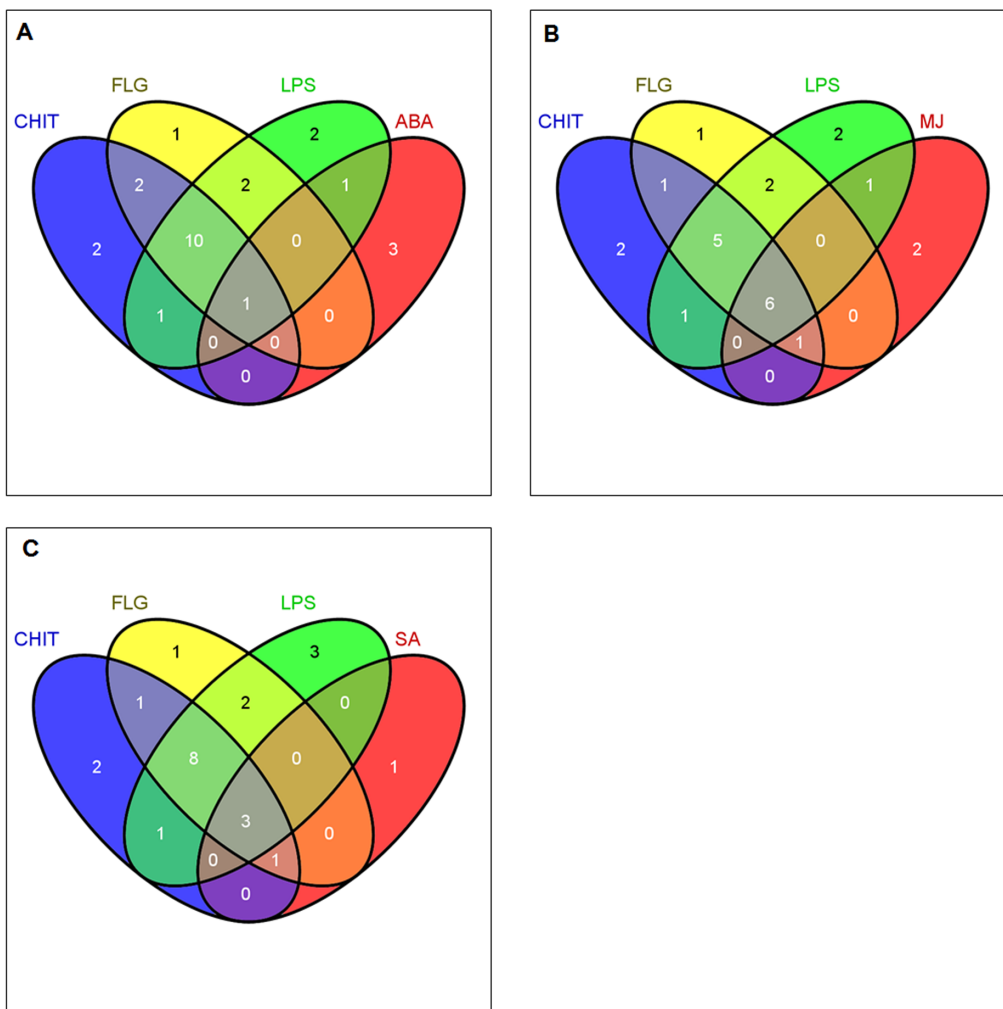 A
FLG LPS
CHIT ABA
1 2
2 2 1
2 10 0 3
1 1 0
0 0
0
B
FLG LPS
CHIT MJ
1 2
1 2 1
2 5 0 2
6
1 0
0 1
0
C
FLG LPS
CHIT SA
1 3
1 2 0
2 8 0 1
3
1 0
0 1
0